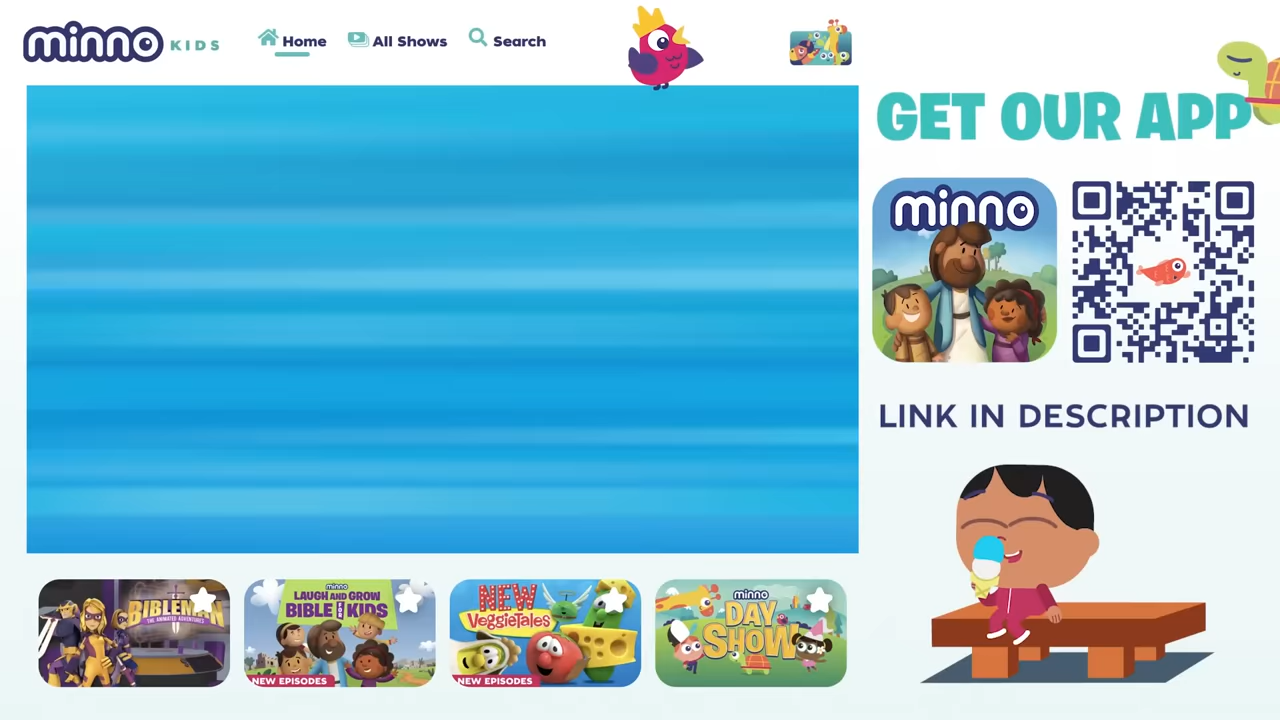 minno KIDS
Home
All Shows
Search
GET OUR APP
minno
LINK IN DESCRIPTION
BIBLEMAN
THE ANIMATED ADVENTURES
minno
LAUGH AND GROW
BIBLE FOR KIDS
NEW EPISODES
NEW
VeggieTales
NEW EPISODES
minno
DAY
SHOW